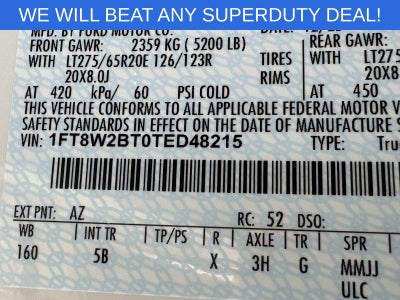 WE WILL BEAT ANY SUPERDUTY DEAL!
MFD. BY FORD MOTOR CO.
FRONT GAWR: 2359 KG ( 5200 LB) REAR GAWR:
WITH LT275/65R20E 126/123R TIRES WITH LT275
20X8.0J RIMS 20X8
AT 420 kPa/ 60 PSI COLD AT 450
THIS VEHICLE CONFORMS TO ALL APPLICABLE FEDERAL MOTOR V
SAFETY STANDARDS IN EFFECT ON THE DATE OF MANUFACTURE S
VIN: 1FT8W2BT0TED48215 TYPE: Tru
EXT PNT: AZ RC: 52 DSO:
WB INT TR TP/PS R AXLE TR SPR
160 5B X 3H G MMJJ
ULC